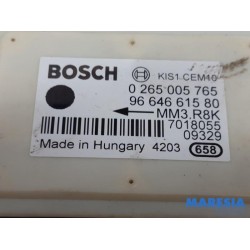 BOSCH
KIS1 CEM10
0 265 005 765
96 646 615 80
MM3.R8K
7018055
09329
Made in Hungary 4203
658
MARESIA